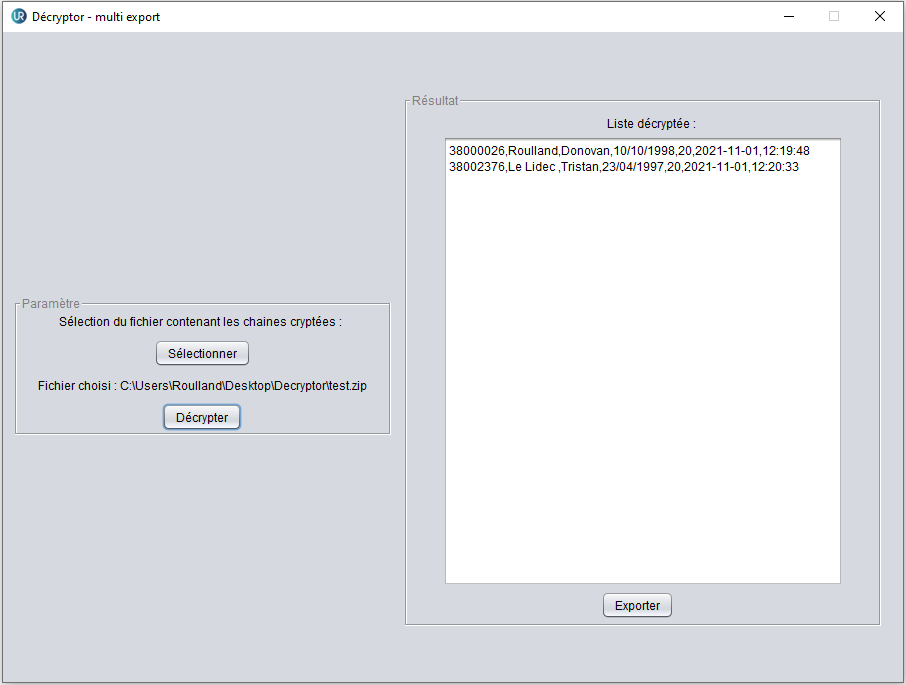 UR Décryptor - multi export
Paramètre
Sélection du fichier contenant les chaines cryptées :
Sélectionner
Fichier choisi : C:\Users\Roulland\Desktop\Decryptor\test.zip
Décrypter
Résultat
Liste décryptée :
38000026,Roulland,Donovan,10/10/1998,20,2021-11-01,12:19:48
38002376,Le Lidec ,Tristan,23/04/1997,20,2021-11-01,12:20:33
Exporter